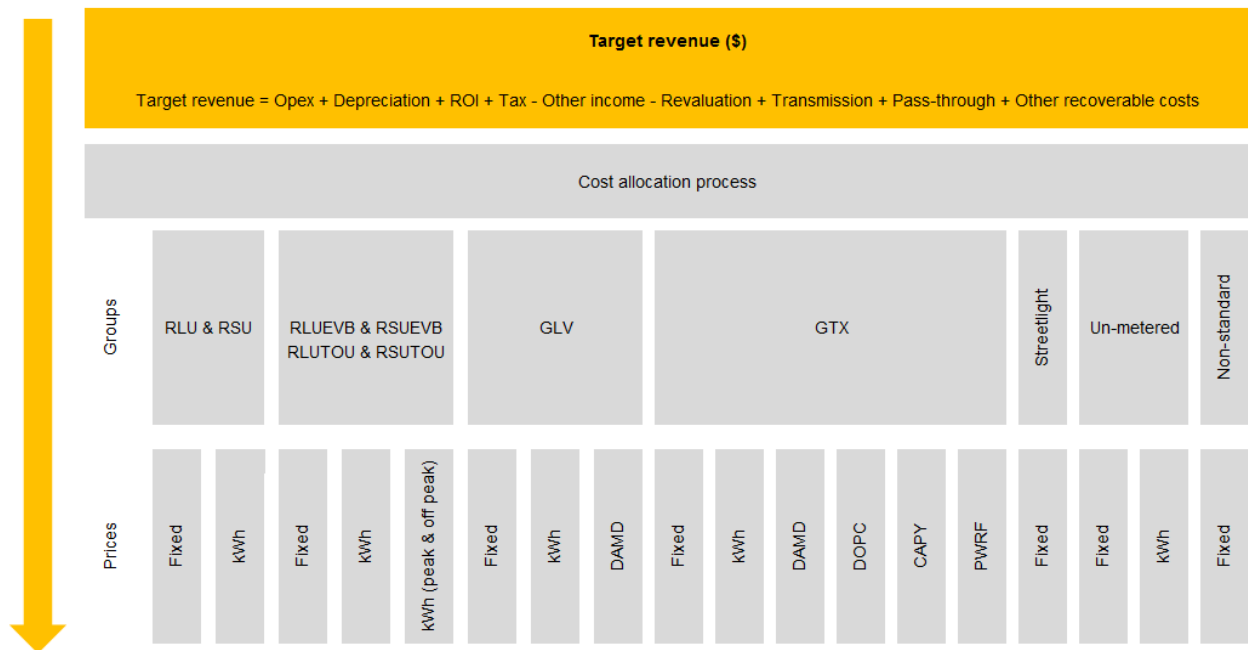 Target revenue ($)
Target revenue = Opex + Depreciation + ROI + Tax - Other income - Revaluation + Transmission + Pass-through + Other recoverable costs
Cost allocation process
Groups
RLU & RSU
RLUEVB & RSUEVB
RLUTOU & RSUTOU
GLV
GTX
Streetlight
Un-metered
Non-standard
Prices
Fixed
kWh
Fixed
kWh
kWh (peak & off peak)
Fixed
kWh
DAMD
Fixed
kWh
DAMD
DOPC
CAPY
PWRF
Fixed
Fixed
kWh
Fixed